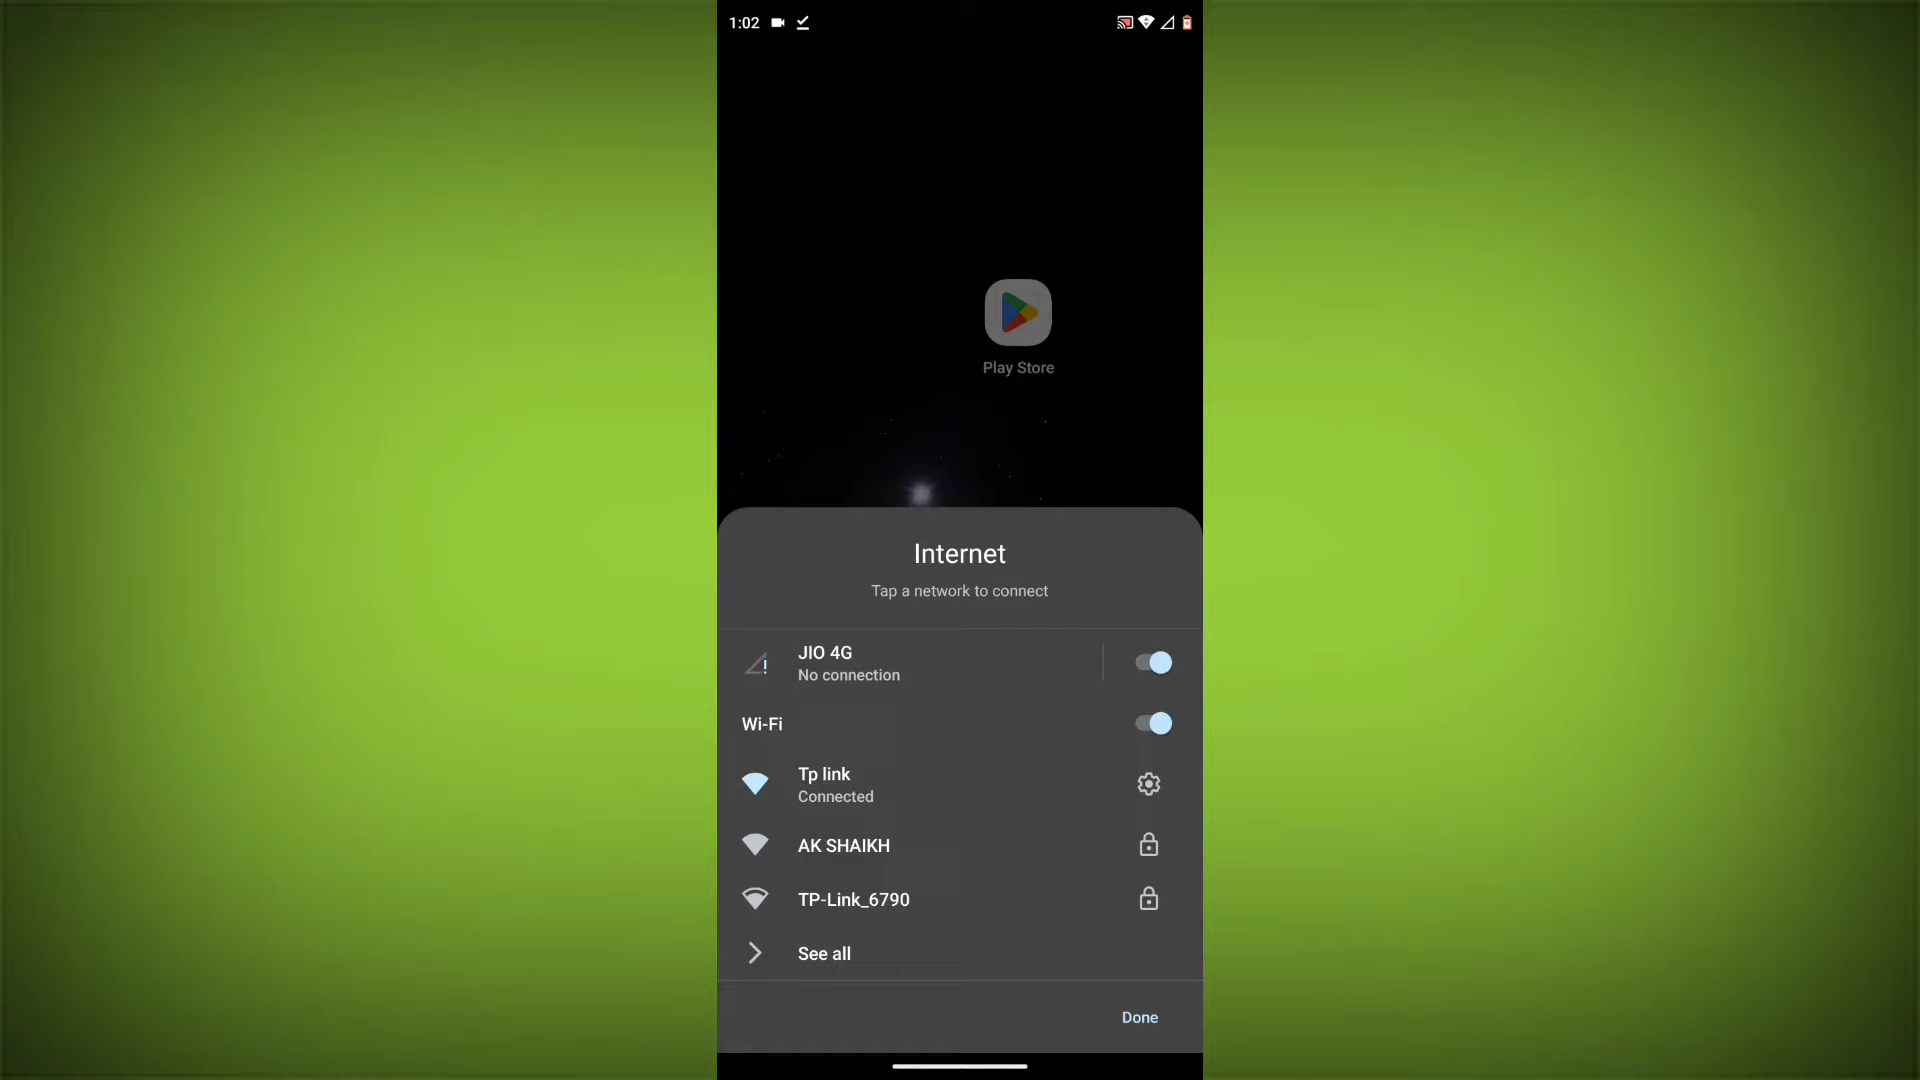 1:02
Play Store
Internet
Tap a network to connect
JIO 4G
No connection
Wi-Fi
Tp link
Connected
AK SHAIKH
TP-Link_6790
See all
Done